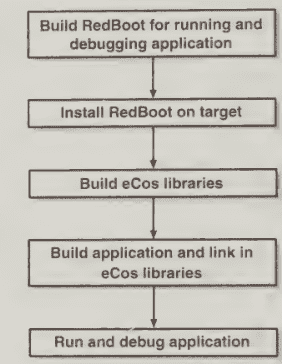 Build RedBoot for running and
debugging application
Install RedBoot on target
Build eCos libraries
Build application and link in
eCos libraries
Run and debug application